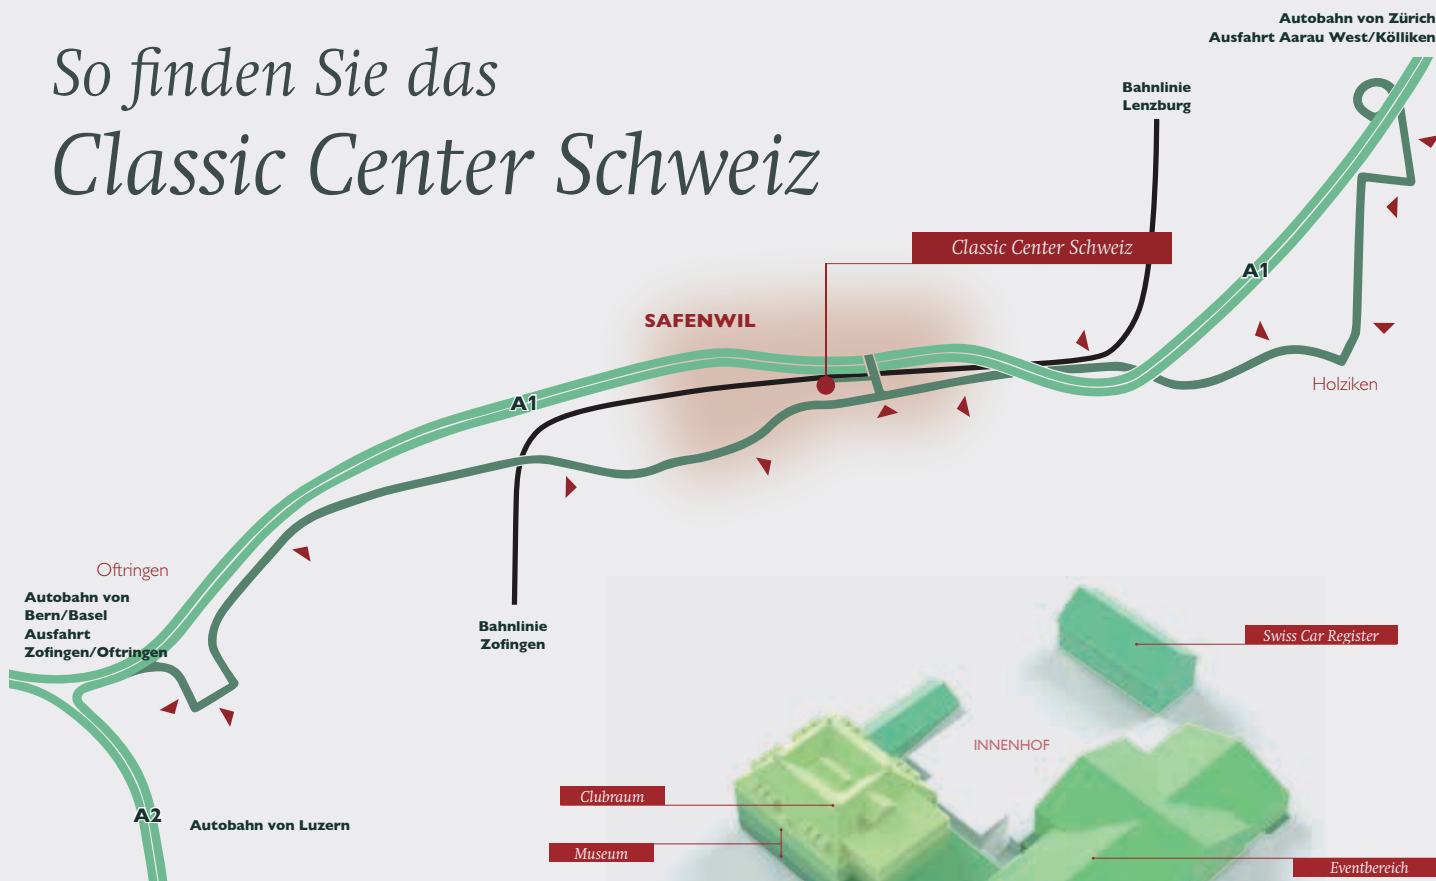 So finden Sie das
Classic Center Schweiz
Autobahn von Zürich
Ausfahrt Aarau West/Kölliken
Bahnlinie
Lenzburg
Classic Center Schweiz
A1
SAFENWIL
Holziken
A1
Oftringen
Autobahn von
Bern/Basel
Ausfahrt
Zofingen/Oftringen
Bahnlinie
Zofingen
Swiss Car Register
INNENHOF
Clubraum
A2
Autobahn von Luzern
Museum
Eventbereich